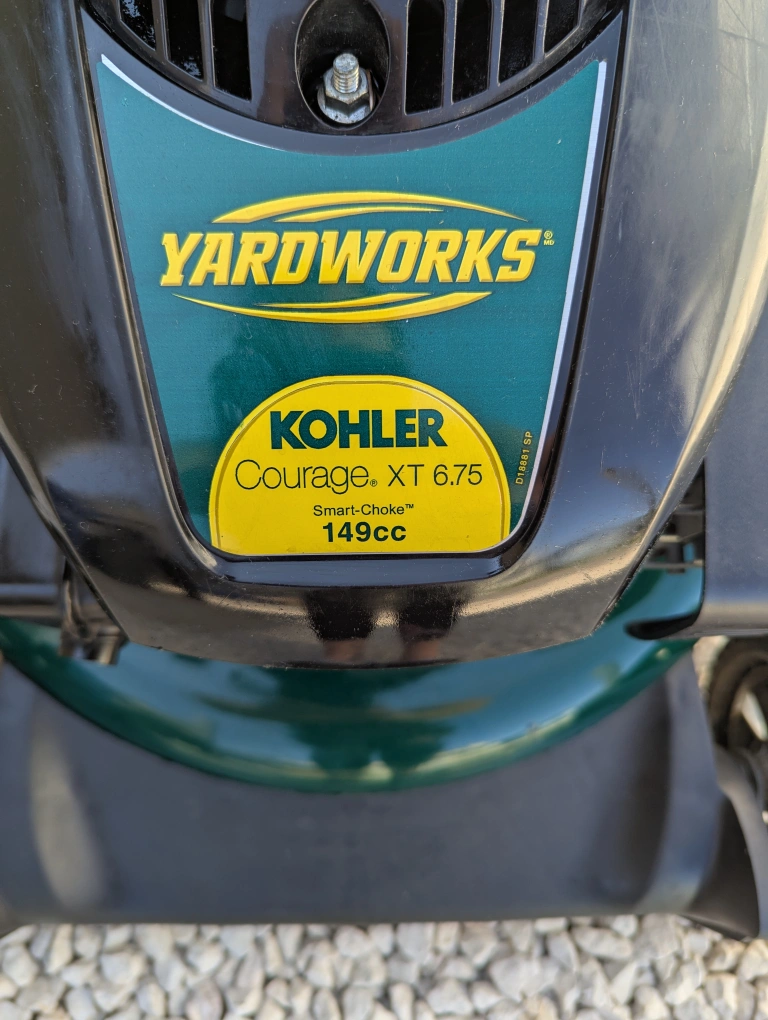 YARDWORKS®
MD
KOHLER
Courage® XT 6.75
Smart-Choke™
149cc
D18881 SP